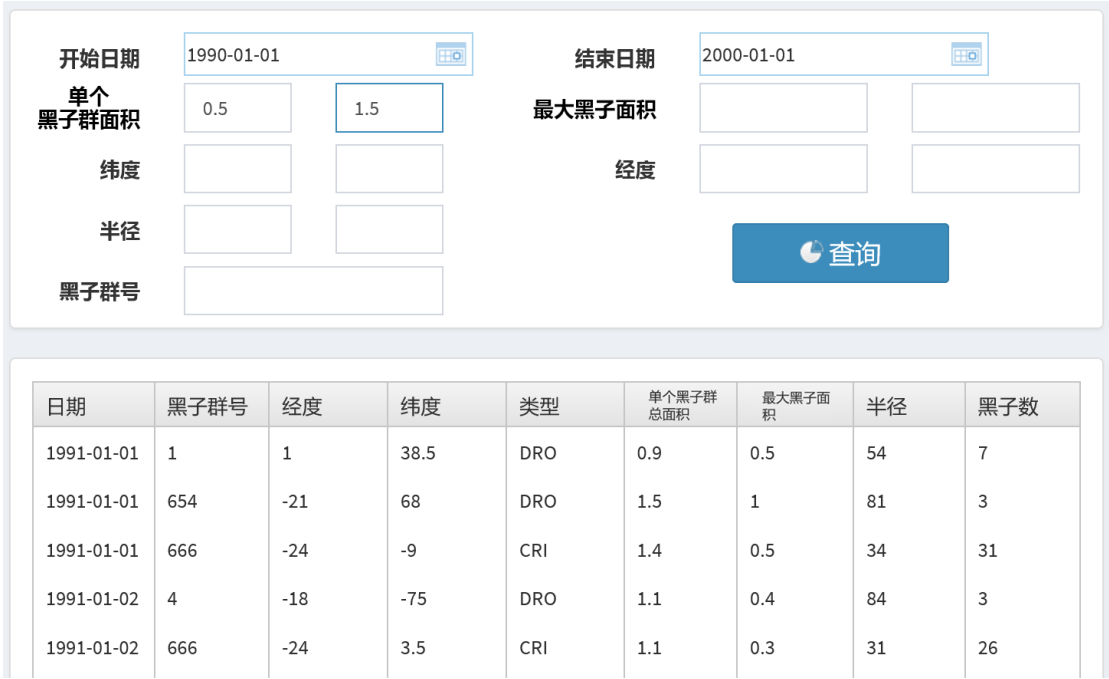 开始日期 1990-01-01 结束日期 2000-01-01
单个
黑子群面积 0.5 1.5 最大黑子面积
纬度 经度
半径
查询
黑子群号
日期 黑子群号 经度 纬度 类型 单个黑子群 最大黑子面 半径 黑子数
总面积 积
1991-01-01 1 1 38.5 DRO 0.9 0.5 54 7
1991-01-01 654 -21 68 DRO 1.5 1 81 3
1991-01-01 666 -24 -9 CRI 1.4 0.5 34 31
1991-01-02 4 -18 -75 DRO 1.1 0.4 84 3
1991-01-02 666 -24 3.5 CRI 1.1 0.3 31 26